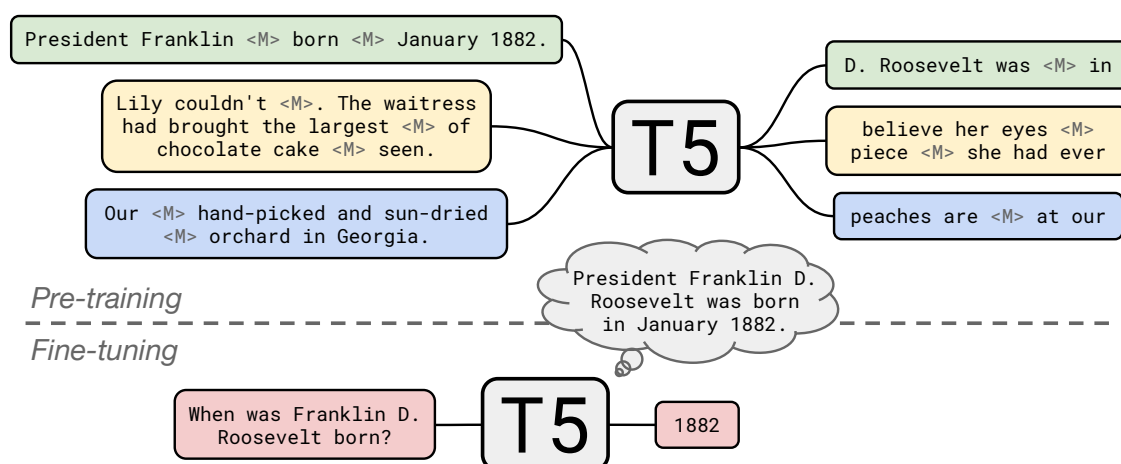 President Franklin <M> born <M> January 1882.
D. Roosevelt was <M> in
Lily couldn't <M>. The waitress
had brought the largest <M> of
chocolate cake <M> seen.
T5
believe her eyes <M>
piece <M> she had ever
Our <M> hand-picked and sun-dried
<M> orchard in Georgia.
peaches are <M> at our
President Franklin D.
Roosevelt was born
in January 1882.
Pre-training
Fine-tuning
When was Franklin D.
Roosevelt born?
T5
1882